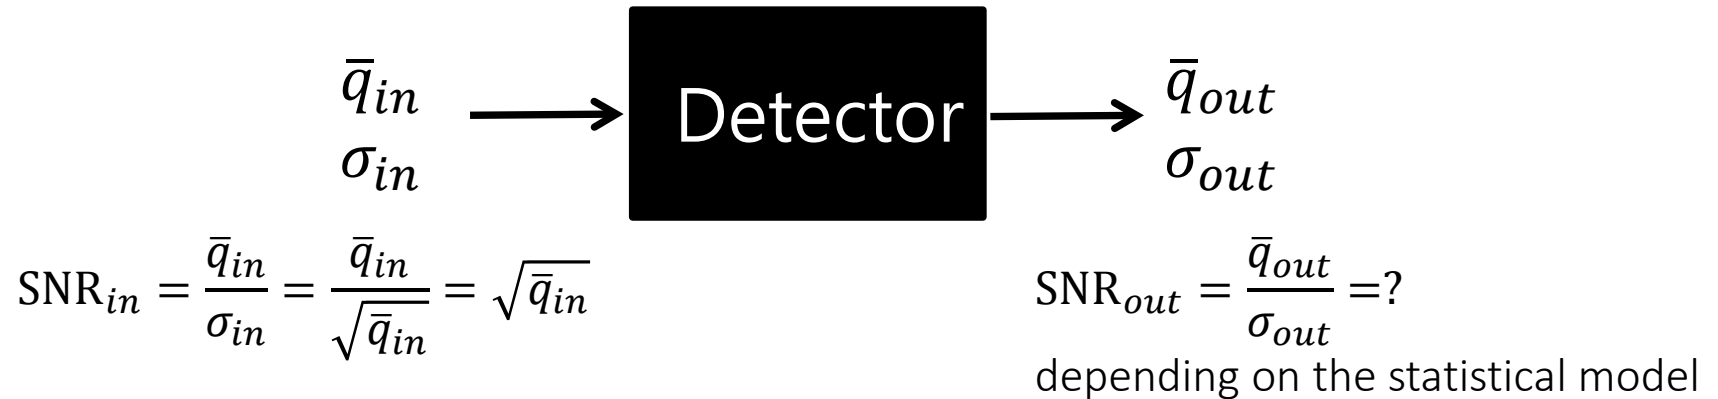 q̄_in
σ_in
Detector
q̄_out
σ_out
SNR_in = q̄_in / σ_in = q̄_in / √q̄_in = √q̄_in
SNR_out = q̄_out / σ_out =?
depending on the statistical model